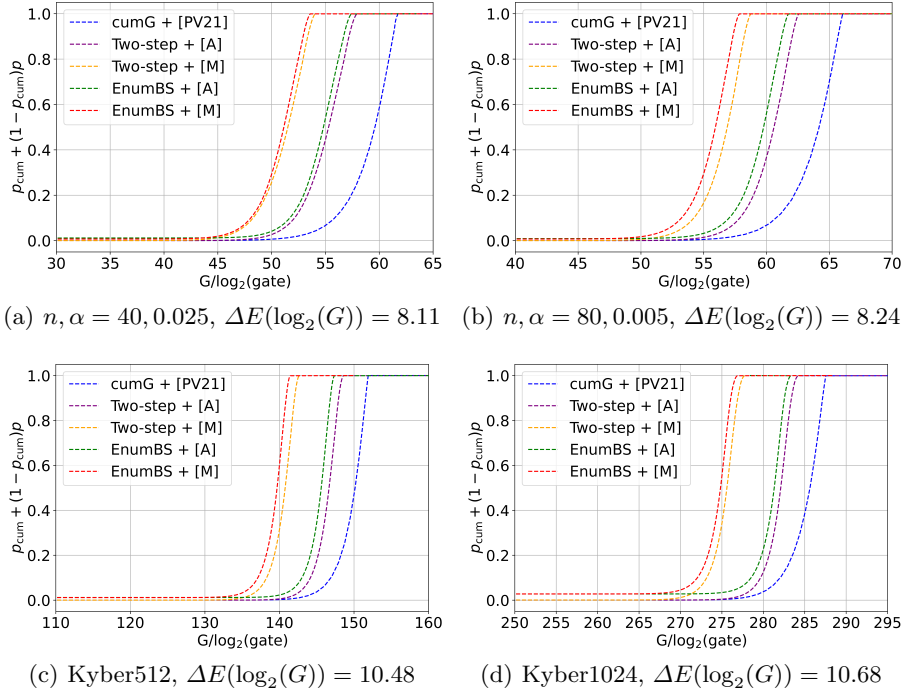 cumG + [PV21]
Two-step + [A]
Two-step + [M]
EnumBS + [A]
EnumBS + [M]
1.0
0.8
0.6
0.4
0.2
0.0
p_cum + (1 − p_cum)p
30 35 40 45 50 55 60 65
G/log₂(gate)
(a) n, α = 40, 0.025, ΔE(log₂(G)) = 8.11
cumG + [PV21]
Two-step + [A]
Two-step + [M]
EnumBS + [A]
EnumBS + [M]
1.0
0.8
0.6
0.4
0.2
0.0
p_cum + (1 − p_cum)p
40 45 50 55 60 65 70
G/log₂(gate)
(b) n, α = 80, 0.005, ΔE(log₂(G)) = 8.24
cumG + [PV21]
Two-step + [A]
Two-step + [M]
EnumBS + [A]
EnumBS + [M]
1.0
0.8
0.6
0.4
0.2
0.0
p_cum + (1 − p_cum)p
110 120 130 140 150 160
G/log₂(gate)
(c) Kyber512, ΔE(log₂(G)) = 10.48
cumG + [PV21]
Two-step + [A]
Two-step + [M]
EnumBS + [A]
EnumBS + [M]
1.0
0.8
0.6
0.4
0.2
0.0
p_cum + (1 − p_cum)p
250 255 260 265 270 275 280 285 290 295
G/log₂(gate)
(d) Kyber1024, ΔE(log₂(G)) = 10.68